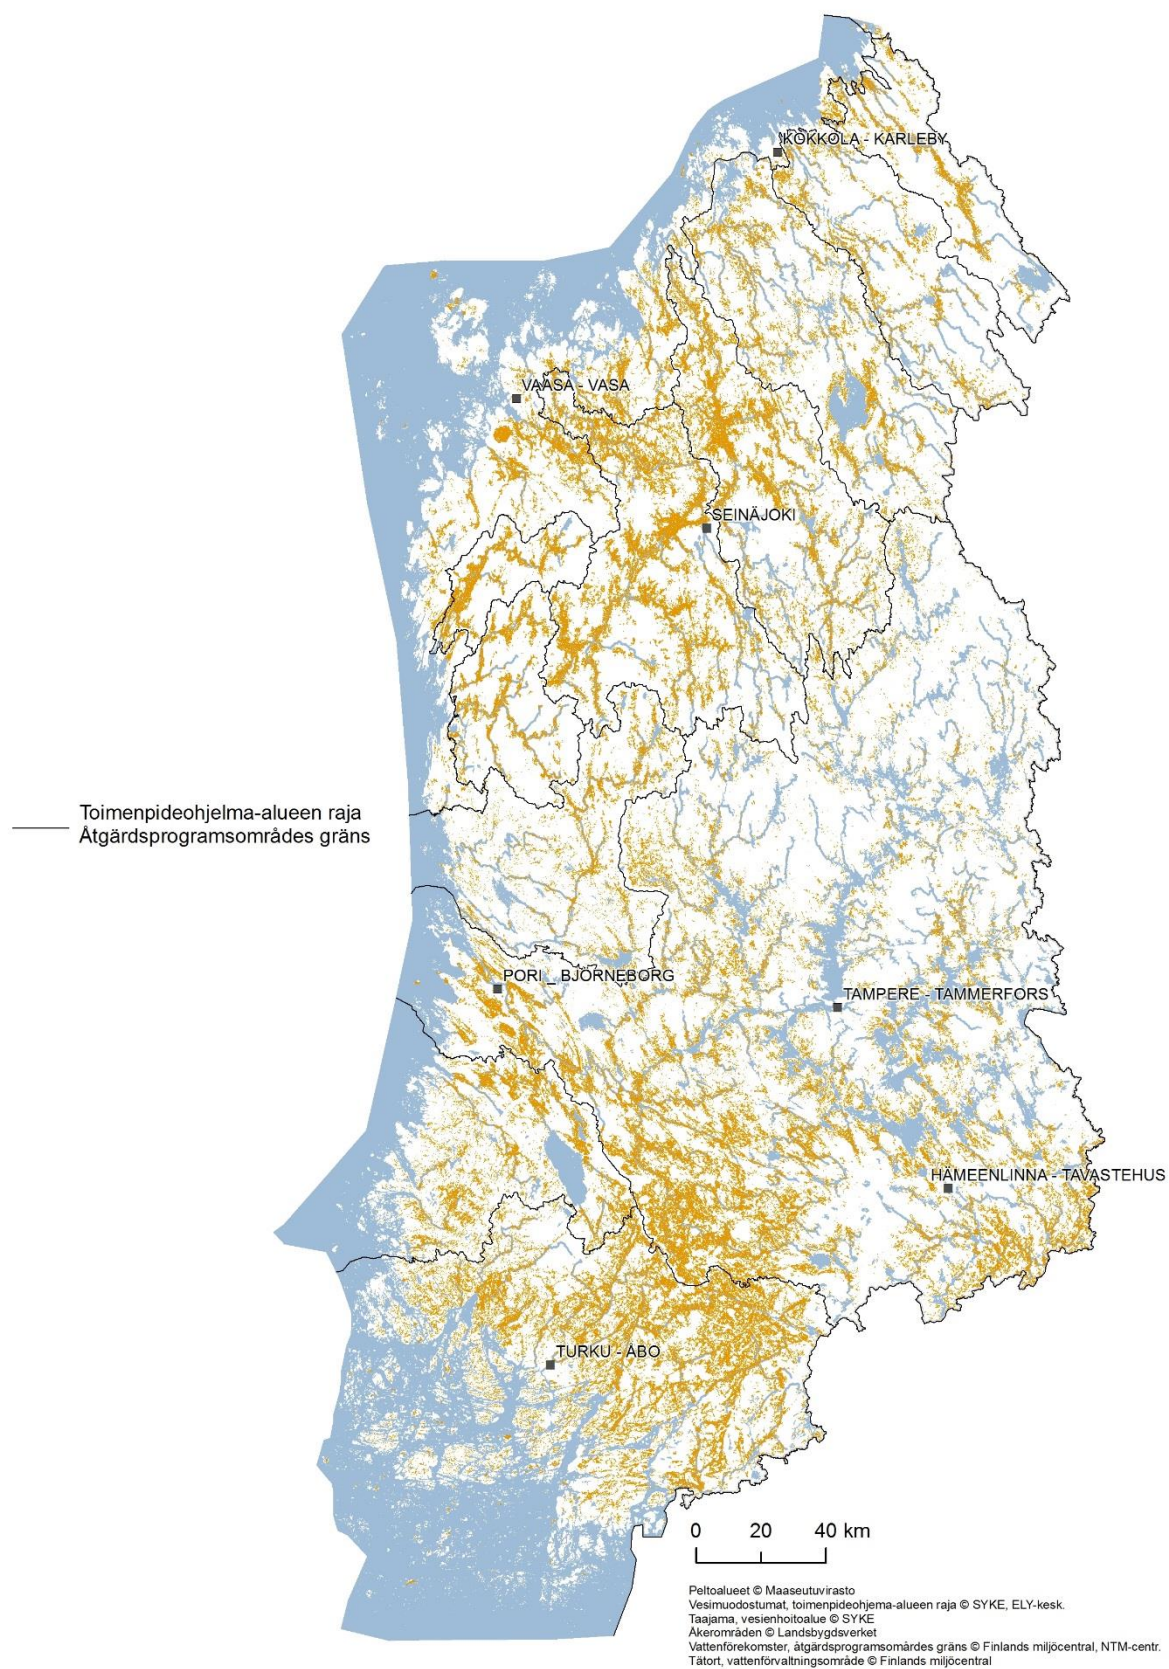 KOKKOLA - KARLEBY
VAASA - VASA
SEINÄJOKI
Toimenpideohjelma-alueen raja
Åtgärdsprogramsområdes gräns
PORI _ BJÖRNEBORG
TAMPERE - TAMMERFORS
HÄMEENLINNA - TAVASTEHUS
TURKU - ÅBO
0 20 40 km
Peltoalueet © Maaseutuvirasto
Vesimuodostumat, toimenpideohjema-alueen raja © SYKE, ELY-kesk.
Taajama, vesienhoitoalue © SYKE
Åkerområden © Landsbygdsverket
Vattenförekomster, åtgärdsprogramsomårdes gräns © Finlands miljöcentral, NTM-centr.
Tätort, vattenförvaltningsområde © Finlands miljöcentral